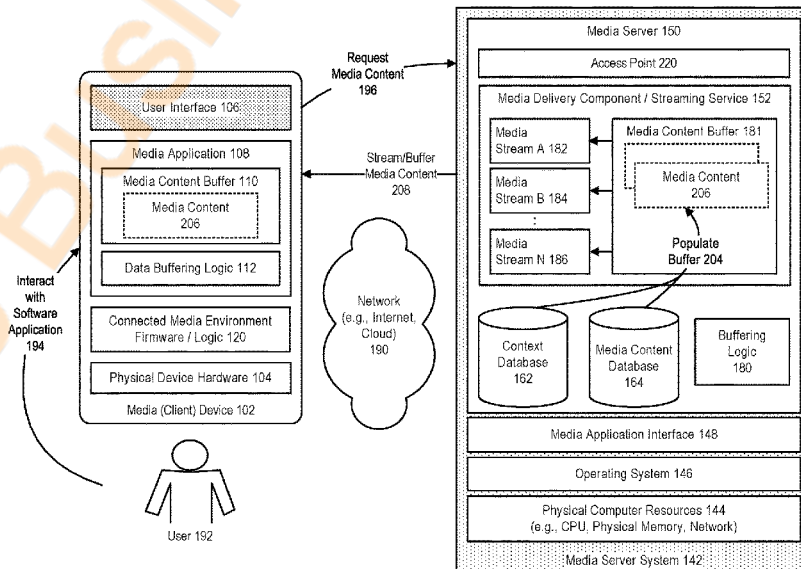 Media Server 150
Access Point 220
Request
Media Content
196
User Interface 106
Media Delivery Component / Streaming Service 152
Media
Stream A 182
Media Content Buffer 181
Media Application 108
Stream/Buffer
Media Content
208
Media Content Buffer 110
Media Content
206
Media
Stream B 184
Media Content
206
:
Data Buffering Logic 112
Media
Stream N 186
Populate
Buffer 204
Interact
with
Software
Application
194
Network
(e.g., Internet,
Cloud)
190
Connected Media Environment
Firmware / Logic 120
Context
Database
162
Media Content
Database
164
Buffering
Logic
180
Physical Device Hardware 104
Media (Client) Device 102
Media Application Interface 148
Operating System 146
User 192
Physical Computer Resources 144
(e.g., CPU, Physical Memory, Network)
Media Server System 142